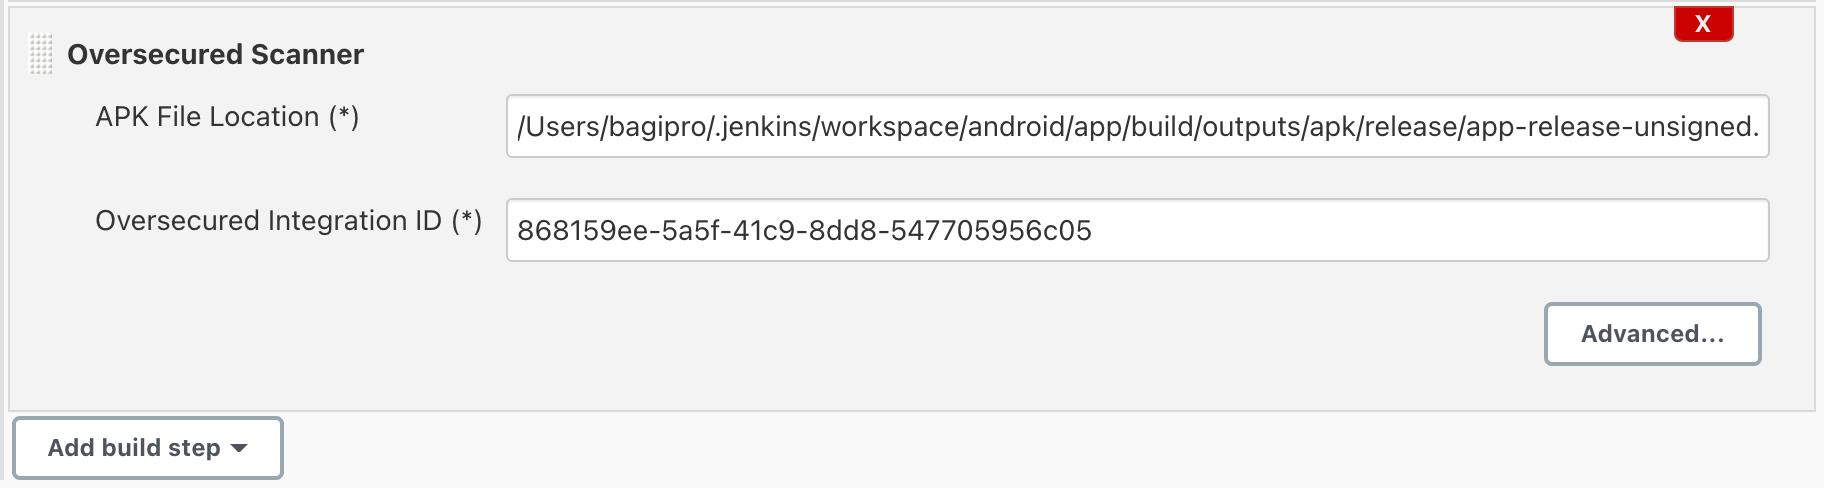 X
Oversecured Scanner
APK File Location (*)
/Users/bagipro/.jenkins/workspace/android/app/build/outputs/apk/release/app-release-unsigned.
Oversecured Integration ID (*)
868159ee-5a5f-41c9-8dd8-547705956c05
Advanced...
Add build step